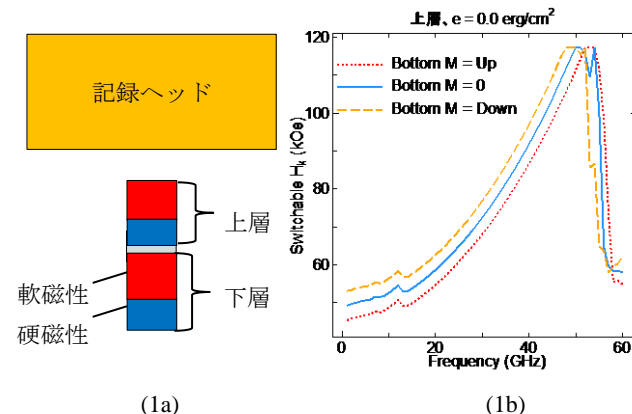 記録ヘッド
上層
軟磁性
下層
硬磁性
(1a)
上層、e = 0.0 erg/cm²
Bottom M = Up
Bottom M = 0
Bottom M = Down
Switchable Hₖ (kOe)
120
100
80
60
0
20
40
60
Frequency (GHz)
(1b)